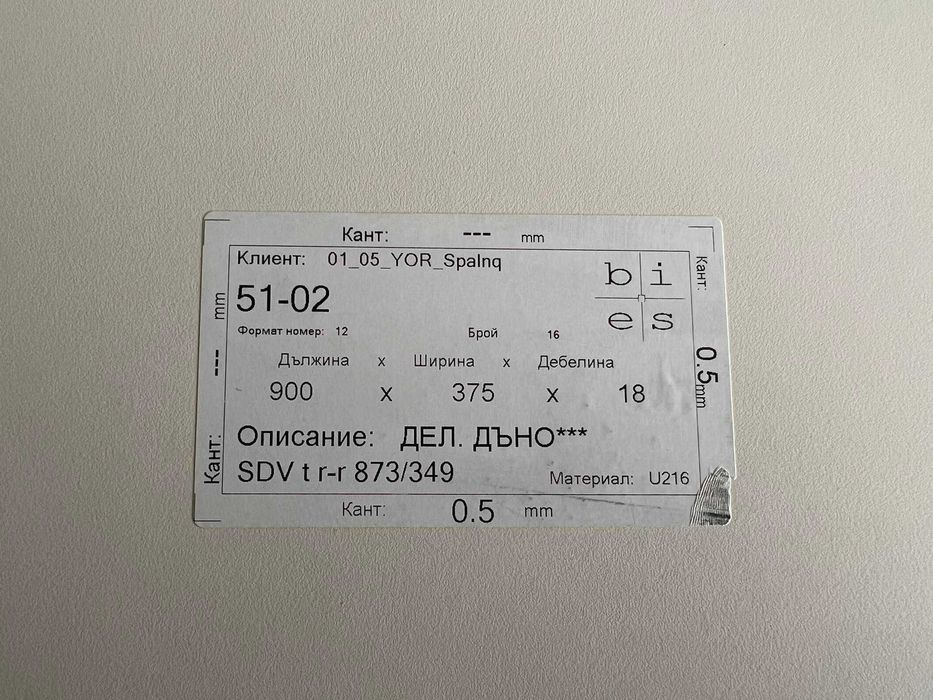 Кант: --- mm
Клиент: 01_05_YOR_Spalnq
b i
e s
51-02
Формат номер: 12 Брой 16
Дължина x Ширина x Дебелина
900 x 375 x 18
Описание: ДЕЛ. ДЪНО***
SDV t r-r 873/349
Материал: U216
Кант: 0.5 mm
Кант: --- mm
Кант: 0.5 mm